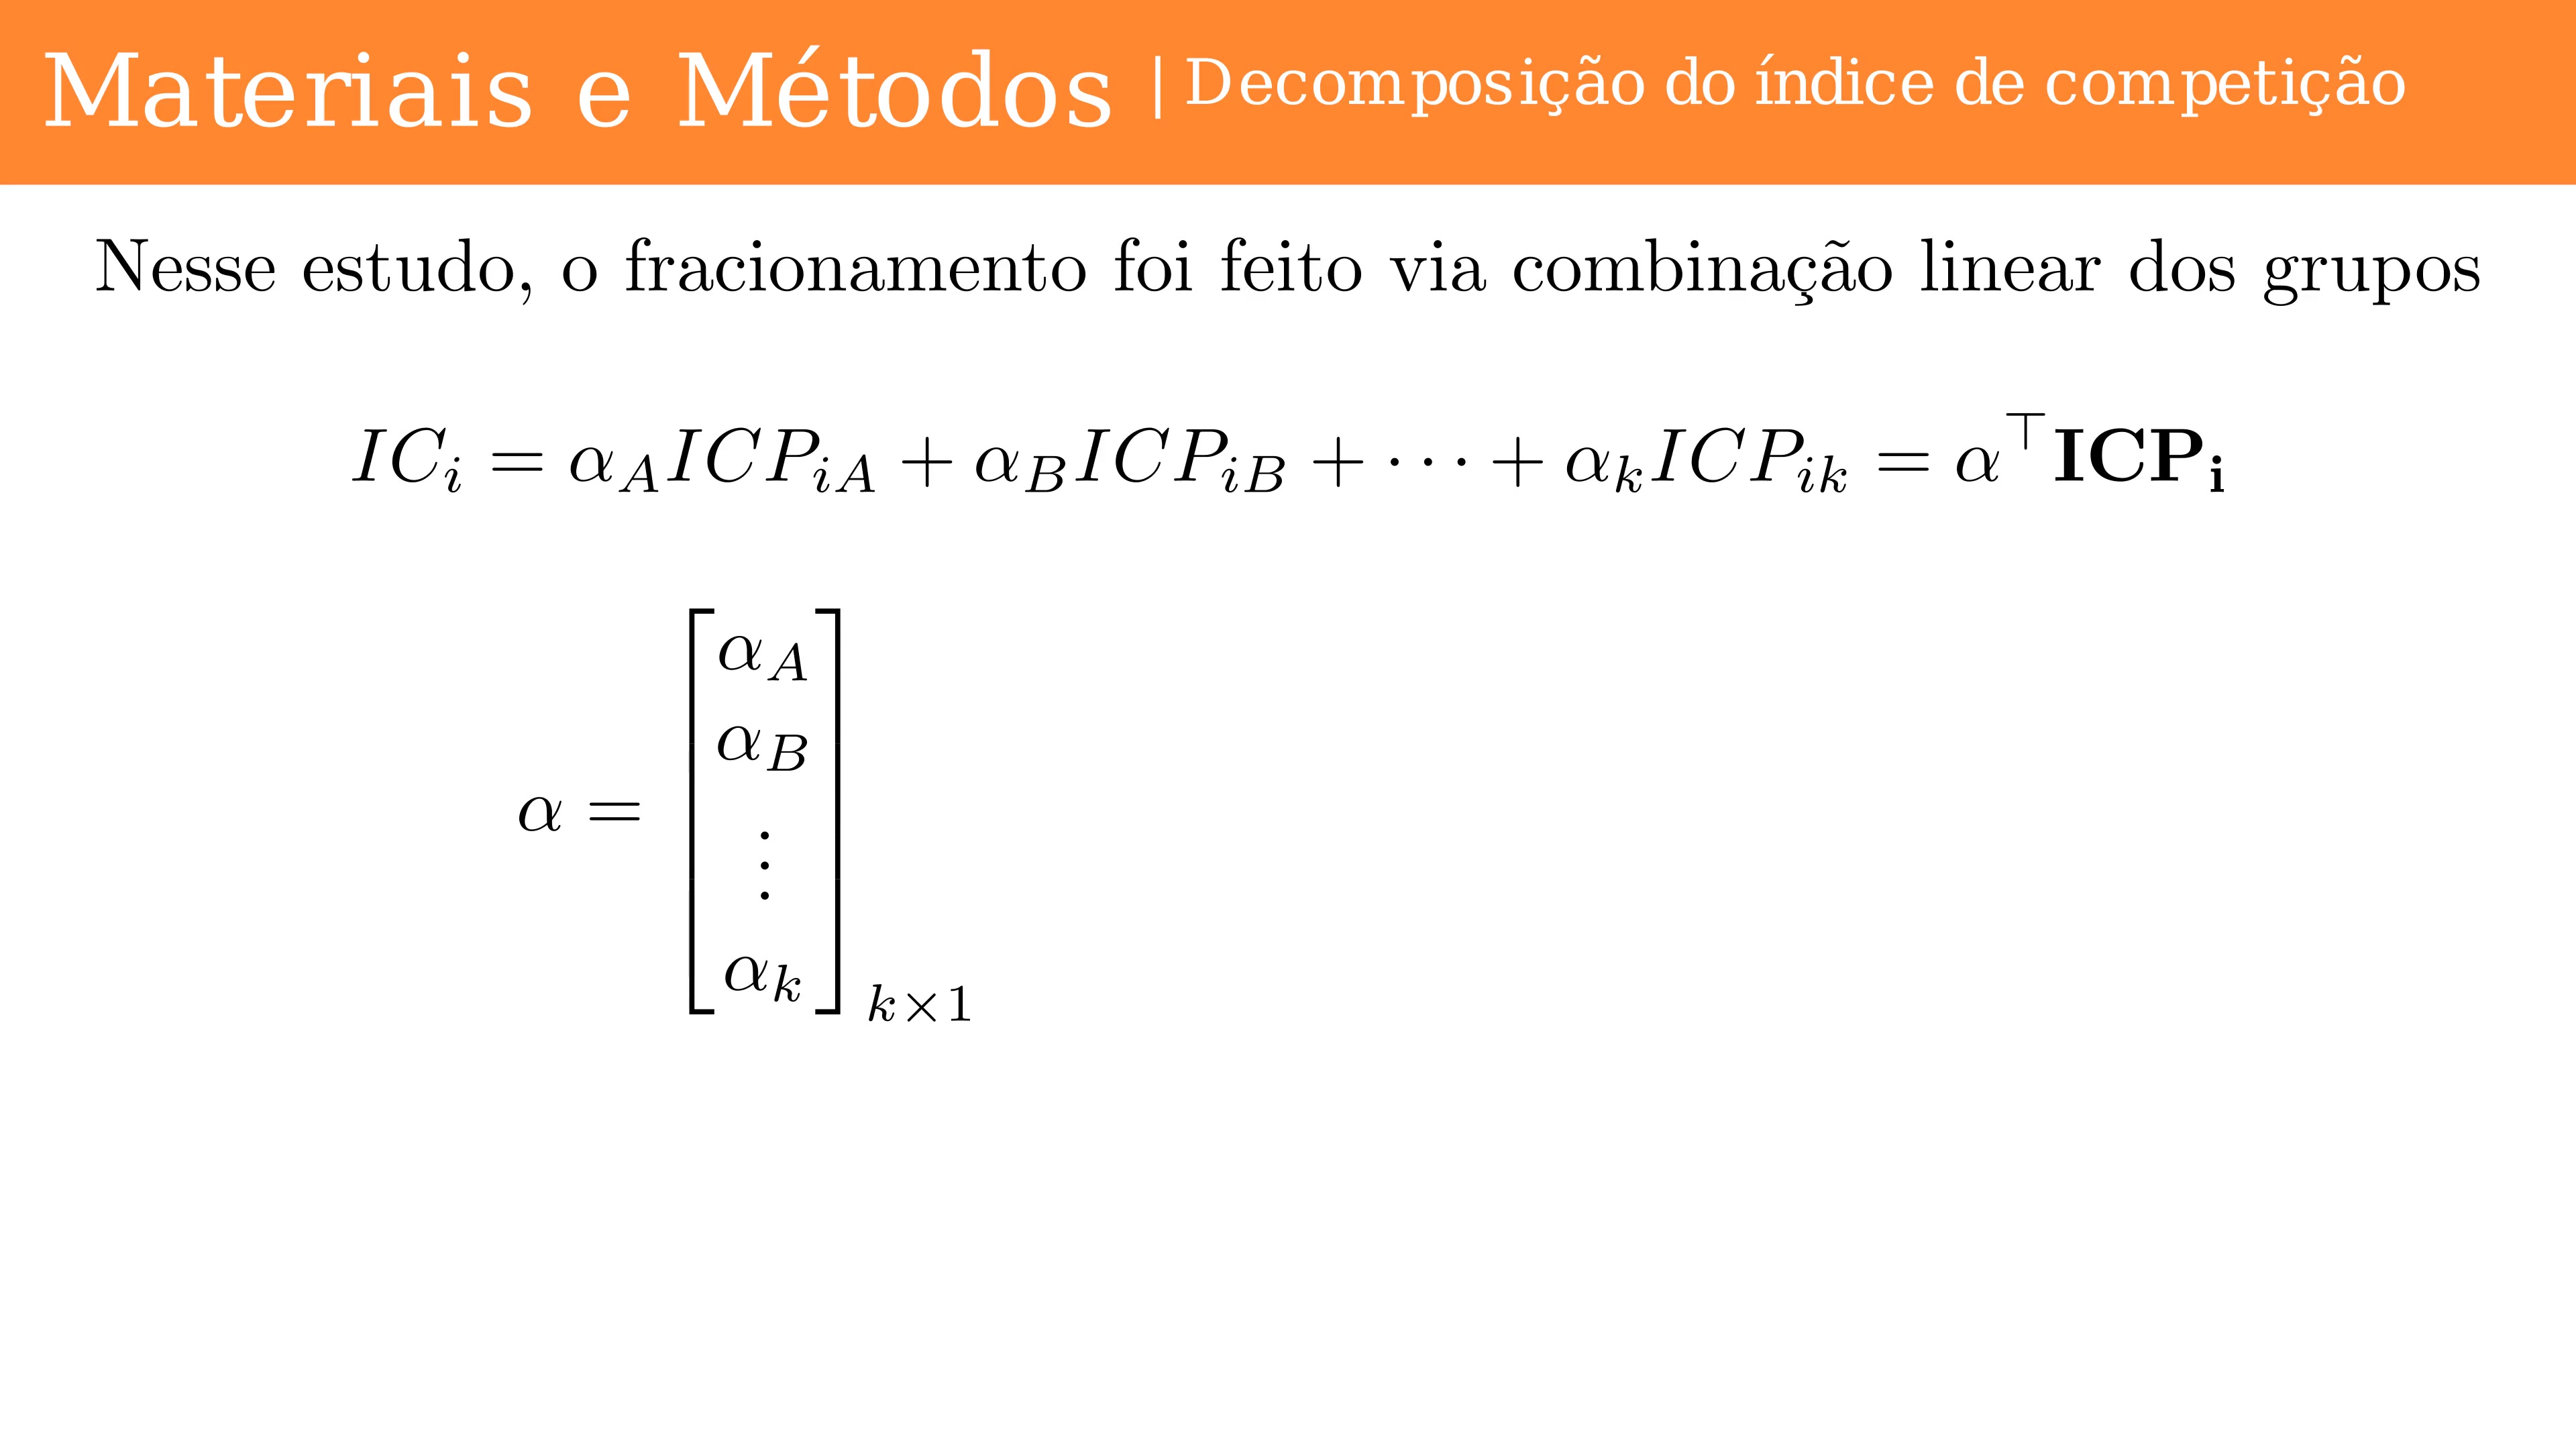 Materiais e Métodos | Decomposição do índice de competição
Nesse estudo, o fracionamento foi feito via combinação linear dos grupos
$IC_i = \alpha_A ICP_{iA} + \alpha_B ICP_{iB} + \cdots + \alpha_k ICP_{ik} = \alpha^\top \mathbf{ICP_i}$
$\alpha = \begin{bmatrix} \alpha_A \\ \alpha_B \\ \vdots \\ \alpha_k \end{bmatrix}_{k \times 1}$